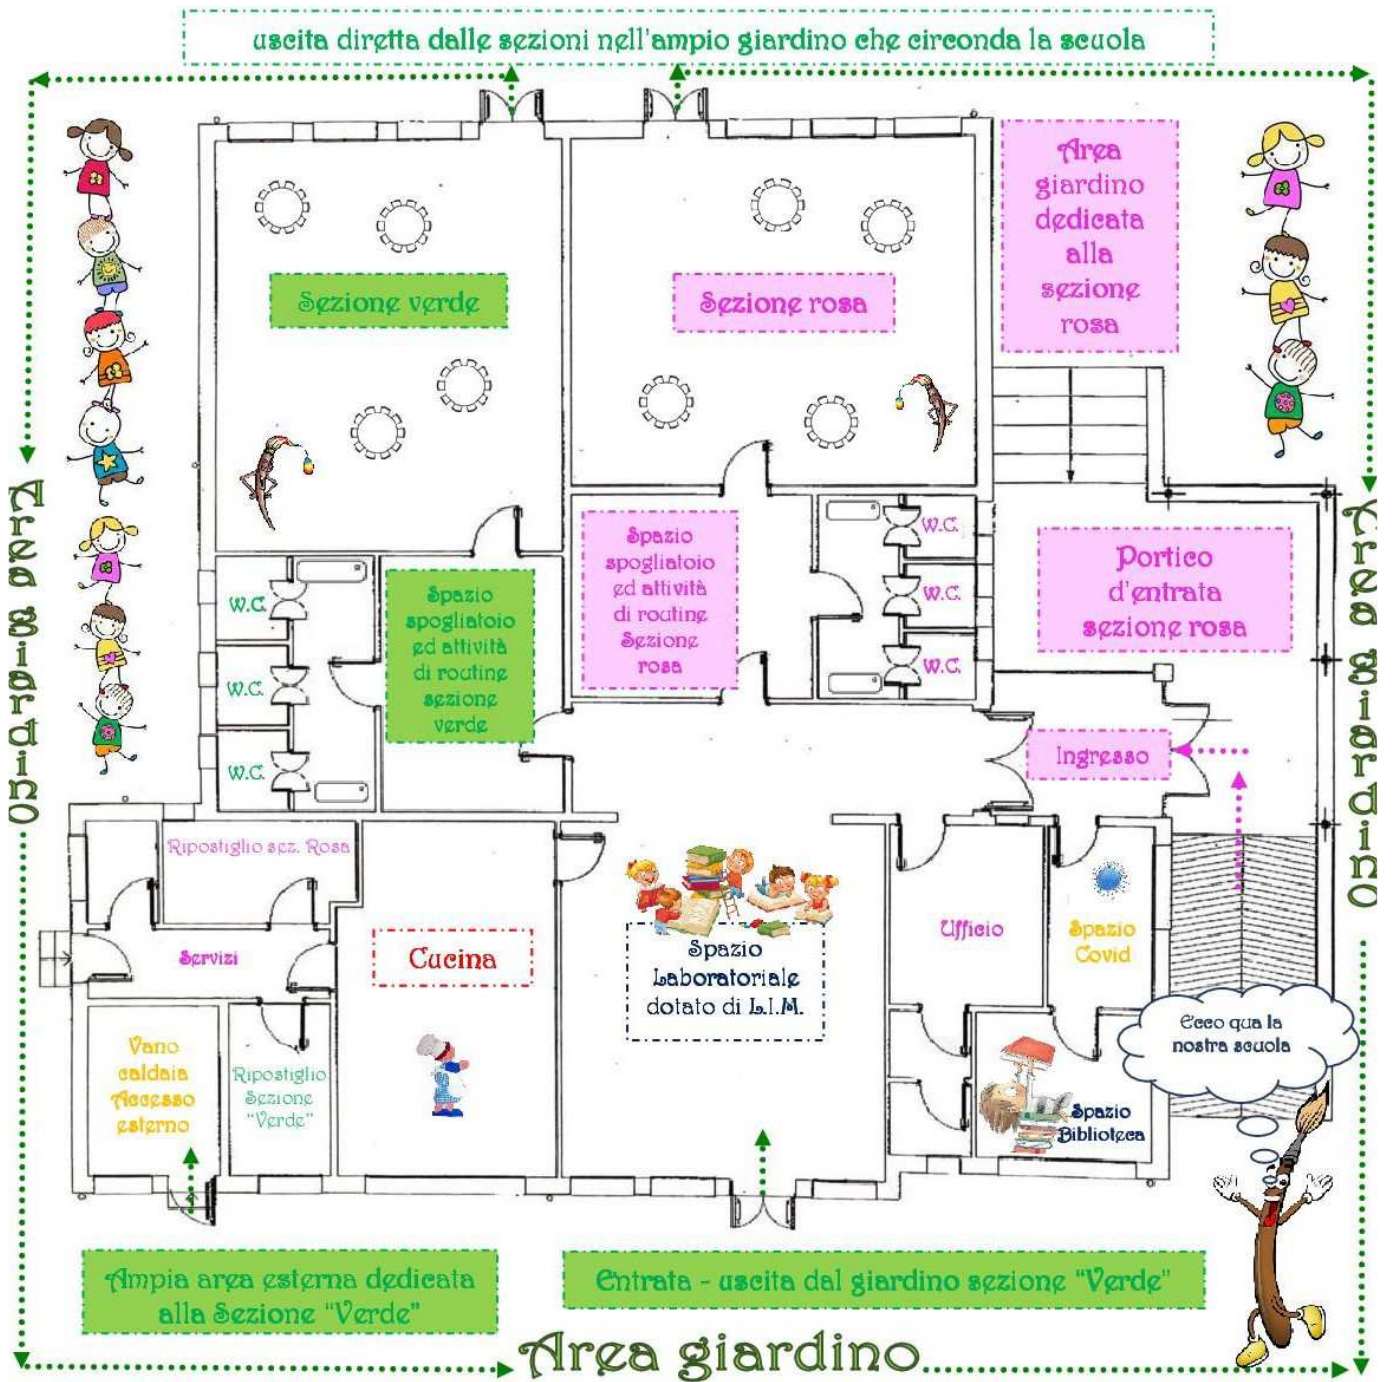 uscita diretta dalle sezioni nell'ampio giardino che circonda la scuola
Area
giardino
dedicata
alla
sezione
rosa
Sezione verde
Sezione rosa
Area giardino
Area giardino
W.C.
W.C.
W.C.
Spazio
spogliatoio
ed attività
di routine
sezione
verde
Spazio
spogliatoio
ed attività
di routine
Sezione
rosa
W.C.
W.C.
W.C.
Portico
d'entrata
sezione rosa
Ingresso
Ripostiglio sez. Rosa
Servizi
Cucina
Spazio
Laboratoriale
dotato di L.I.M.
Ufficio
Spazio
Covid
Vano
caldaia
Accesso
esterno
Ripostiglio
Sezione
"Verde"
Spazio
Biblioteca
Ecco qua la
nostra scuola
Ampia area esterna dedicata
alla Sezione "Verde"
Entrata - uscita dal giardino sezione "Verde"
Area giardino